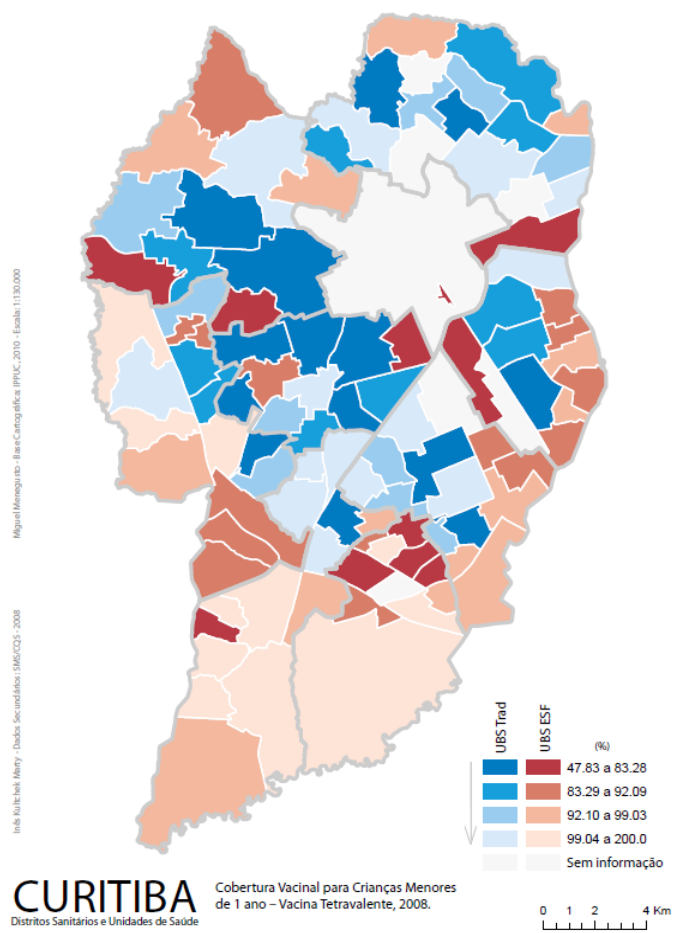 Miguel Menegusto - Base Cartográfica: IPPUC, 2010 - Escala: 1:130.000
Inês Kultchek Marty - Dados Secundários: SMS/CQS - 2008
UBS Trad
UBS ESF
(%)
47.83 a 83.28
83.29 a 92.09
92.10 a 99.03
99.04 a 200.0
Sem informação
CURITIBA
Distritos Sanitários e Unidades de Saúde
Cobertura Vacinal para Crianças Menores
de 1 ano – Vacina Tetravalente, 2008.
0 1 2 4 Km